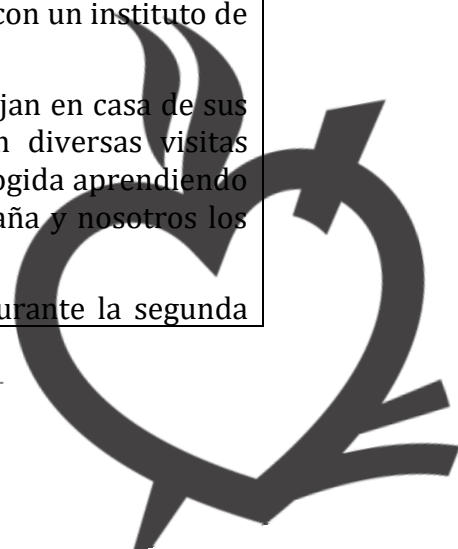 con un instituto de
jan en casa de sus
n diversas visitas
ogida aprendiendo
aña y nosotros los
urante la segunda